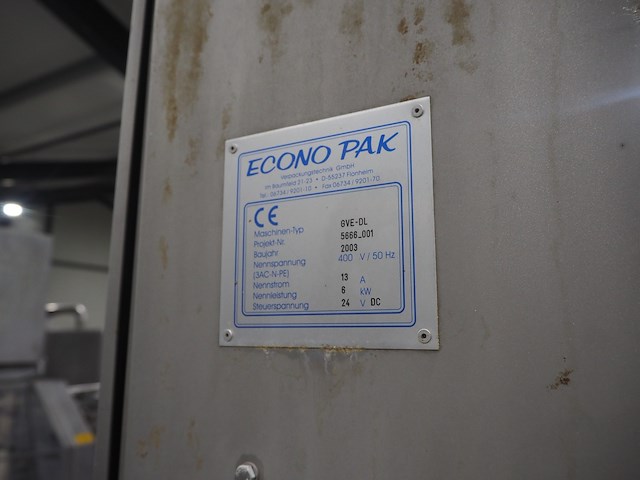 ECONO PAK
Verpackungstechnik GmbH
Im Baumfeld 21-23 • D-55237 Flonheim
Tel. 06734/9201-10 • Fax 06734/9201-70
CE
Maschinen-Typ GVE-DL
Projekt-Nr. 5666_001
Baujahr 2003
Nennspannung 400 V/50 Hz
(3AC-N-PE)
Nennstrom 13 A
Nennleistung 6 kW
Steuerspannung 24 V DC